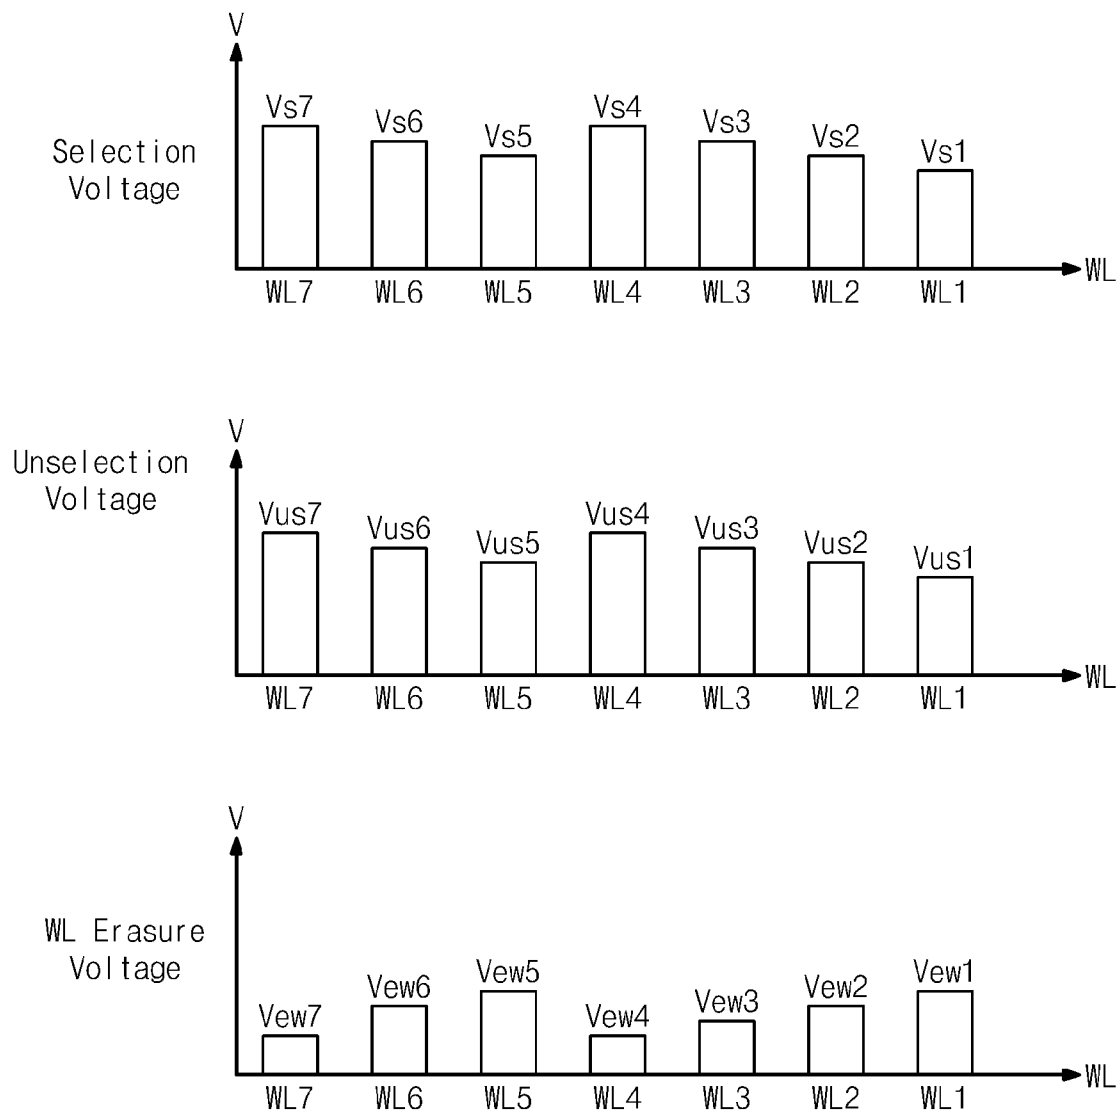 V
Vs7 Vs6 Vs5 Vs4 Vs3 Vs2 Vs1
Selection
Voltage
WL7 WL6 WL5 WL4 WL3 WL2 WL1 WL
V
Unselection
Voltage
Vus7 Vus6 Vus5 Vus4 Vus3 Vus2 Vus1
WL7 WL6 WL5 WL4 WL3 WL2 WL1 WL
V
WL Erasure
Voltage
Vew7 Vew6 Vew5 Vew4 Vew3 Vew2 Vew1
WL7 WL6 WL5 WL4 WL3 WL2 WL1 WL